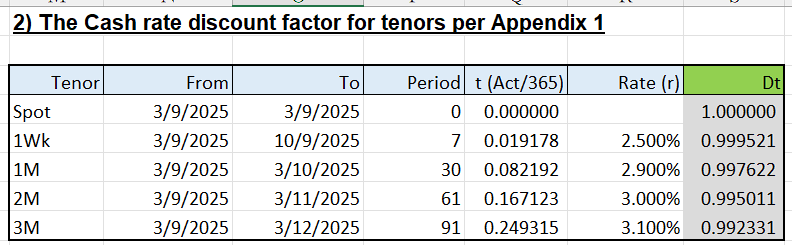 2) The Cash rate discount factor for tenors per Appendix 1
Tenor From To Period t (Act/365) Rate (r) Dt
Spot 3/9/2025 3/9/2025 0 0.000000 1.000000
1Wk 3/9/2025 10/9/2025 7 0.019178 2.500% 0.999521
1M 3/9/2025 3/10/2025 30 0.082192 2.900% 0.997622
2M 3/9/2025 3/11/2025 61 0.167123 3.000% 0.995011
3M 3/9/2025 3/12/2025 91 0.249315 3.100% 0.992331